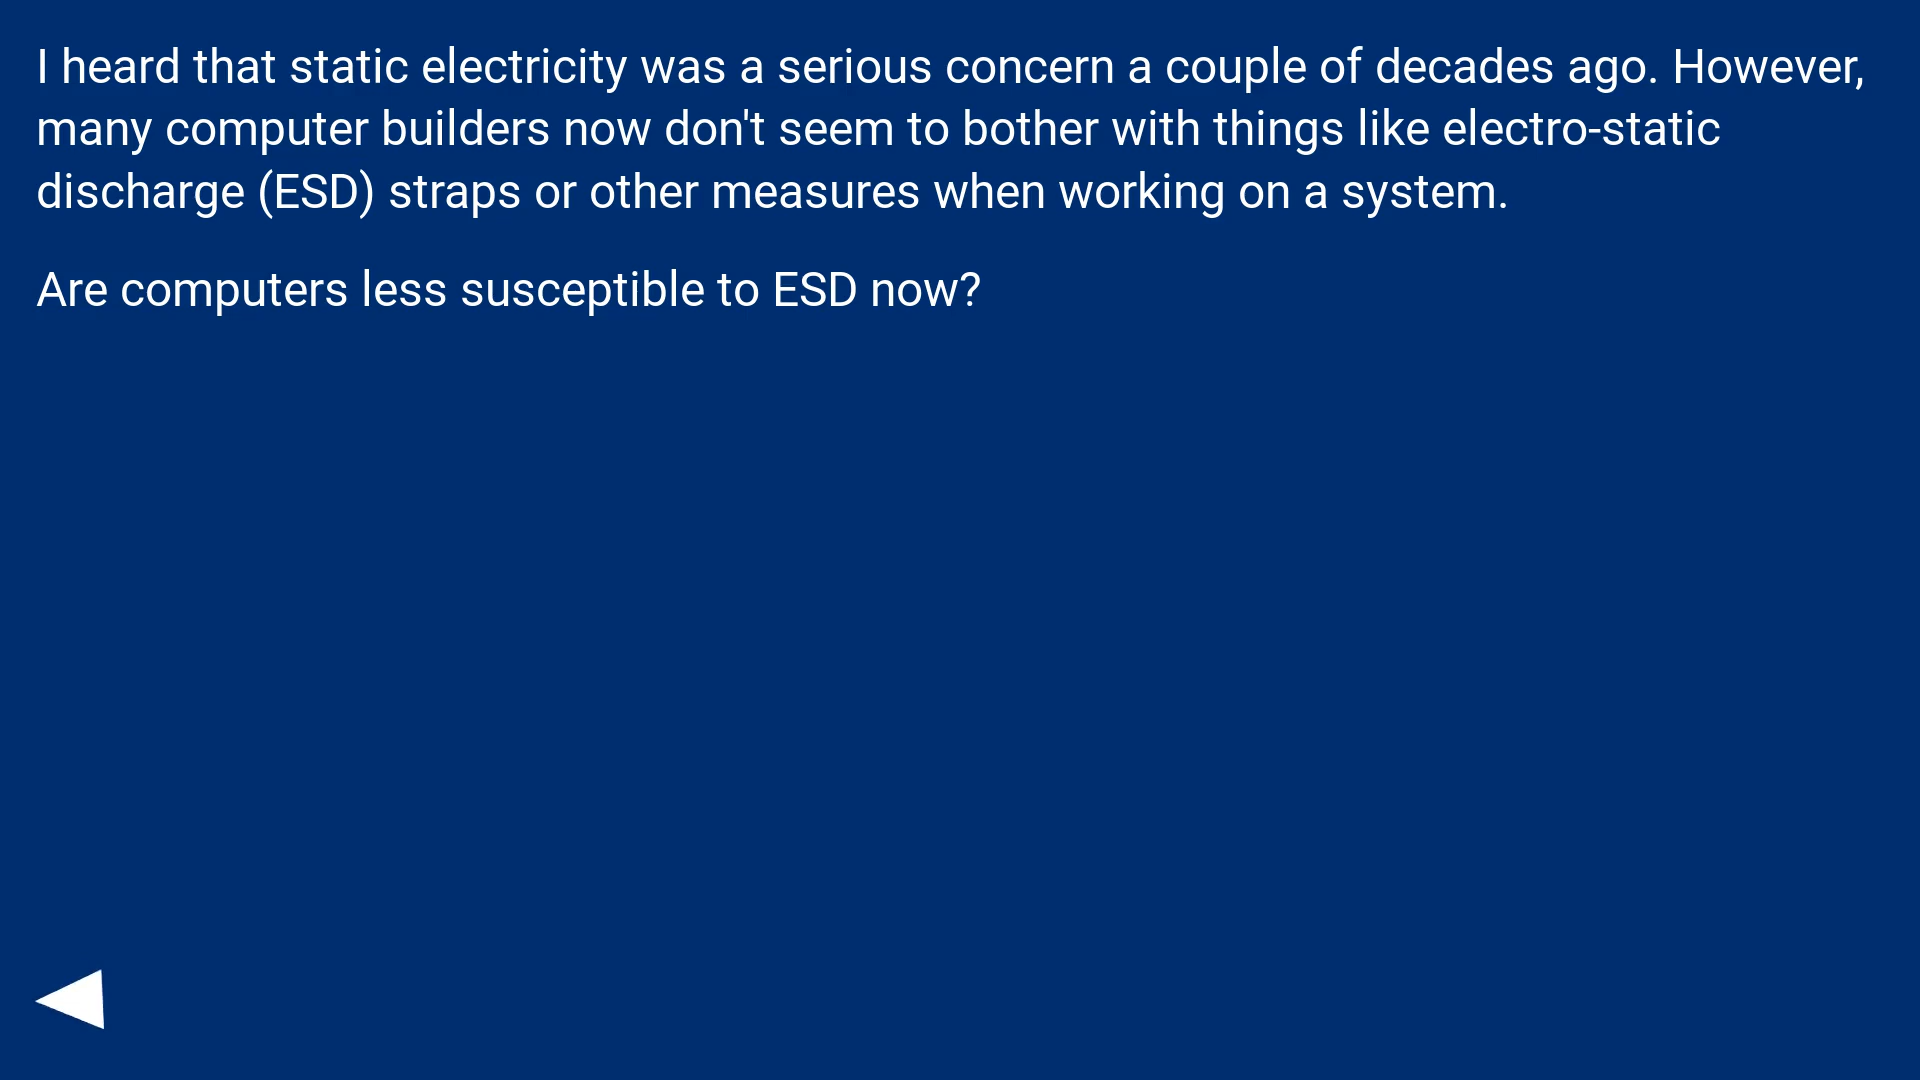 I heard that static electricity was a serious concern a couple of decades ago. However,
many computer builders now don't seem to bother with things like electro-static
discharge (ESD) straps or other measures when working on a system.
Are computers less susceptible to ESD now?